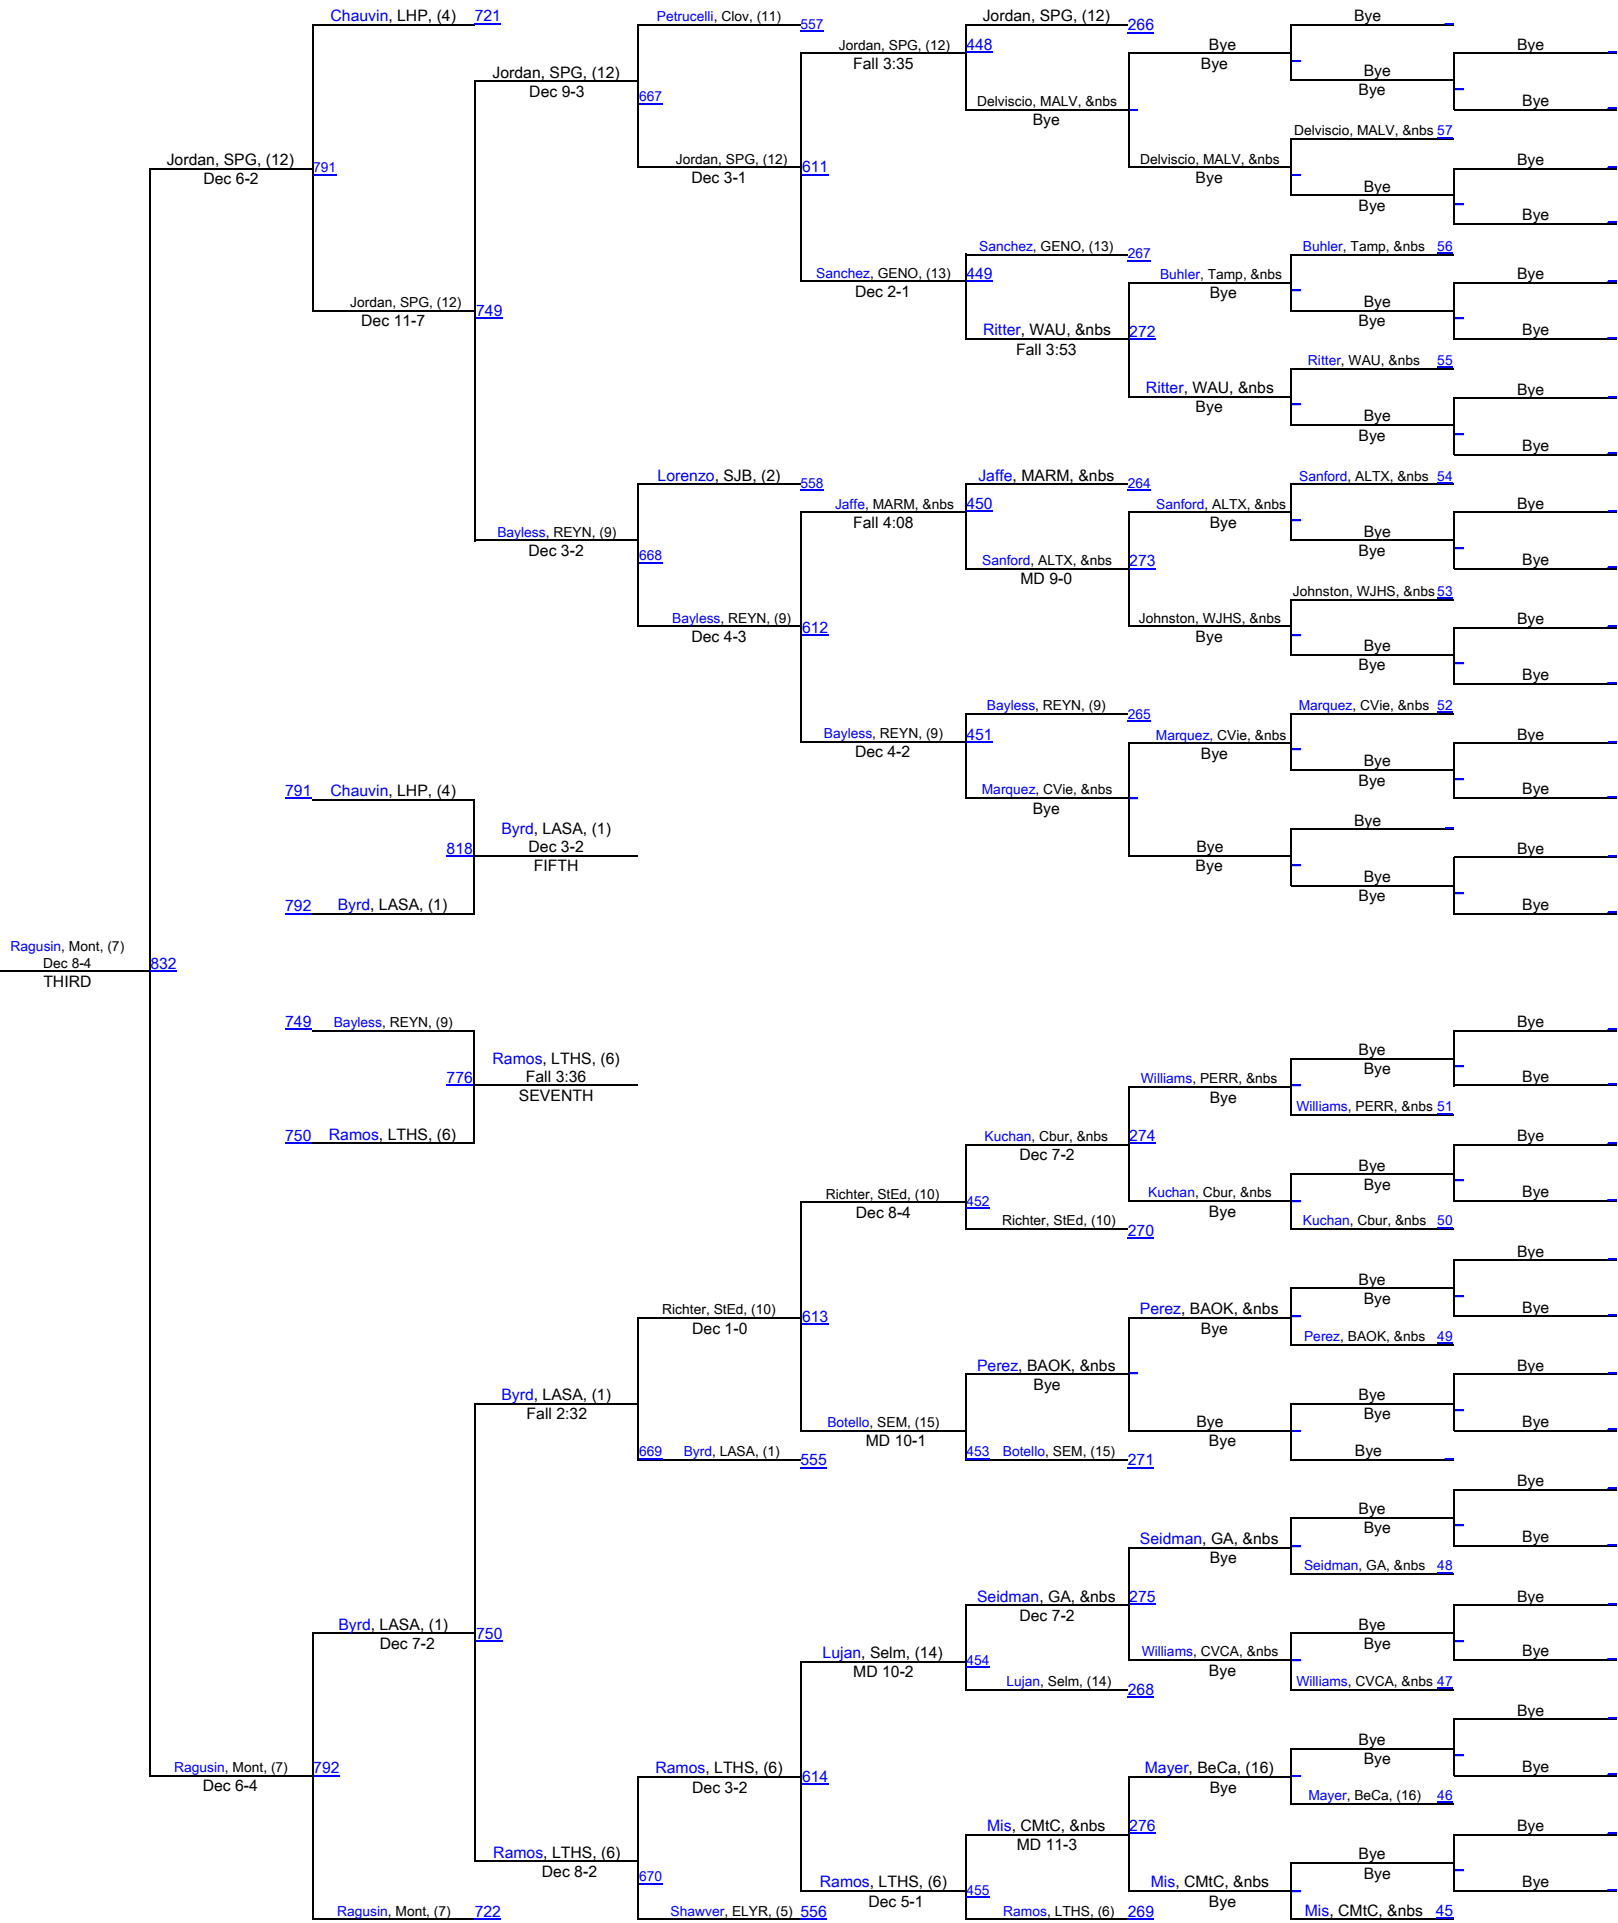 Chauvin, LHP, (4) 721 Petrucelli, Clov, (11) 557 Jordan, SPG, (12) 266 Bye
Jordan, SPG, (12) 448 Bye Bye
Fall 3:35 Bye
Jordan, SPG, (12) Bye
Dec 9-3 Bye
667 Delviscio, MALV, &nbs Bye
Bye
Delviscio, MALV, &nbs 57
Jordan, SPG, (12) 791 Jordan, SPG, (12) 611 Delviscio, MALV, &nbs Bye
Dec 6-2 Dec 3-1 Bye
Bye
Bye
Bye
Sanchez, GENO, (13) 267 Buhler, Tamp, &nbs 56
Sanchez, GENO, (13) 449 Buhler, Tamp, &nbs Bye
Dec 2-1 Bye
Jordan, SPG, (12) 749 Bye
Dec 11-7 Bye
Ritter, WAU, &nbs 272 Bye
Fall 3:53
Ritter, WAU, &nbs 55
Ritter, WAU, &nbs Bye
Bye
Bye
Bye
Bye
Lorenzo, SJB, (2) 558 Jaffe, MARM, &nbs 264 Sanford, ALTX, &nbs 54
Jaffe, MARM, &nbs 450 Sanford, ALTX, &nbs Bye
Fall 4:08 Bye
Bayless, REYN, (9) Bye
Dec 3-2 Bye
668 Sanford, ALTX, &nbs 273 Bye
MD 9-0
Johnston, WJHS, &nbs 53
Bayless, REYN, (9) 612 Johnston, WJHS, &nbs Bye
Dec 4-3 Bye
Bye
Bye
Bye
Bayless, REYN, (9) 265 Marquez, CVie, &nbs 52
Bayless, REYN, (9) 451 Marquez, CVie, &nbs Bye
Dec 4-2 Bye
Bye
Bye
791 Chauvin, LHP, (4) Marquez, CVie, &nbs Bye
Bye
Byrd, LASA, (1) Bye
818 Dec 3-2 Bye Bye
FIFTH Bye
Bye
Bye
792 Byrd, LASA, (1) Bye
Ragusin, Mont, (7)
Dec 8-4 832
THIRD
749 Bayless, REYN, (9) Bye
Ramos, LTHS, (6) Bye
776 Fall 3:36 Williams, PERR, &nbs Bye Bye
SEVENTH Bye
Williams, PERR, &nbs 51
750 Ramos, LTHS, (6) Kuchan, Cbur, &nbs 274 Bye
Dec 7-2
Bye
Richter, StEd, (10) 452 Kuchan, Cbur, &nbs Bye Bye
Dec 8-4 Bye
Richter, StEd, (10) 270 Kuchan, Cbur, &nbs 50
Bye
Bye
Richter, StEd, (10) 613 Perez, BAOK, &nbs Bye Bye
Dec 1-0 Bye
Perez, BAOK, &nbs 49
Perez, BAOK, &nbs Bye
Bye
Byrd, LASA, (1) Bye
Fall 2:32 Bye
Botello, SEM, (15) Bye Bye
MD 10-1 Bye
669 Byrd, LASA, (1) 555 453 Botello, SEM, (15) 271 Bye
Bye
Bye
Seidman, GA, &nbs Bye Bye
Bye
Seidman, GA, &nbs 48
Seidman, GA, &nbs 275 Bye
Dec 7-2
Byrd, LASA, (1) 750 Bye
Dec 7-2 Bye
Lujan, Selm, (14) 454 Williams, CVCA, &nbs Bye
MD 10-2 Bye
Lujan, Selm, (14) 268 Williams, CVCA, &nbs 47
Bye
Bye
Ragusin, Mont, (7) 792 Ramos, LTHS, (6) 614 Mayer, BeCa, (16) Bye Bye
Dec 6-4 Dec 3-2 Bye
Mayer, BeCa, (16) 46
Mis, CMtC, &nbs 276 Bye
MD 11-3
Ramos, LTHS, (6) Bye
Dec 8-2 Bye
670 Ramos, LTHS, (6) 455 Mis, CMtC, &nbs Bye
Dec 5-1 Bye
Ragusin, Mont, (7) 722 Shawver, ELYR, (5) 556 Ramos, LTHS, (6) 269 Mis, CMtC, &nbs 45